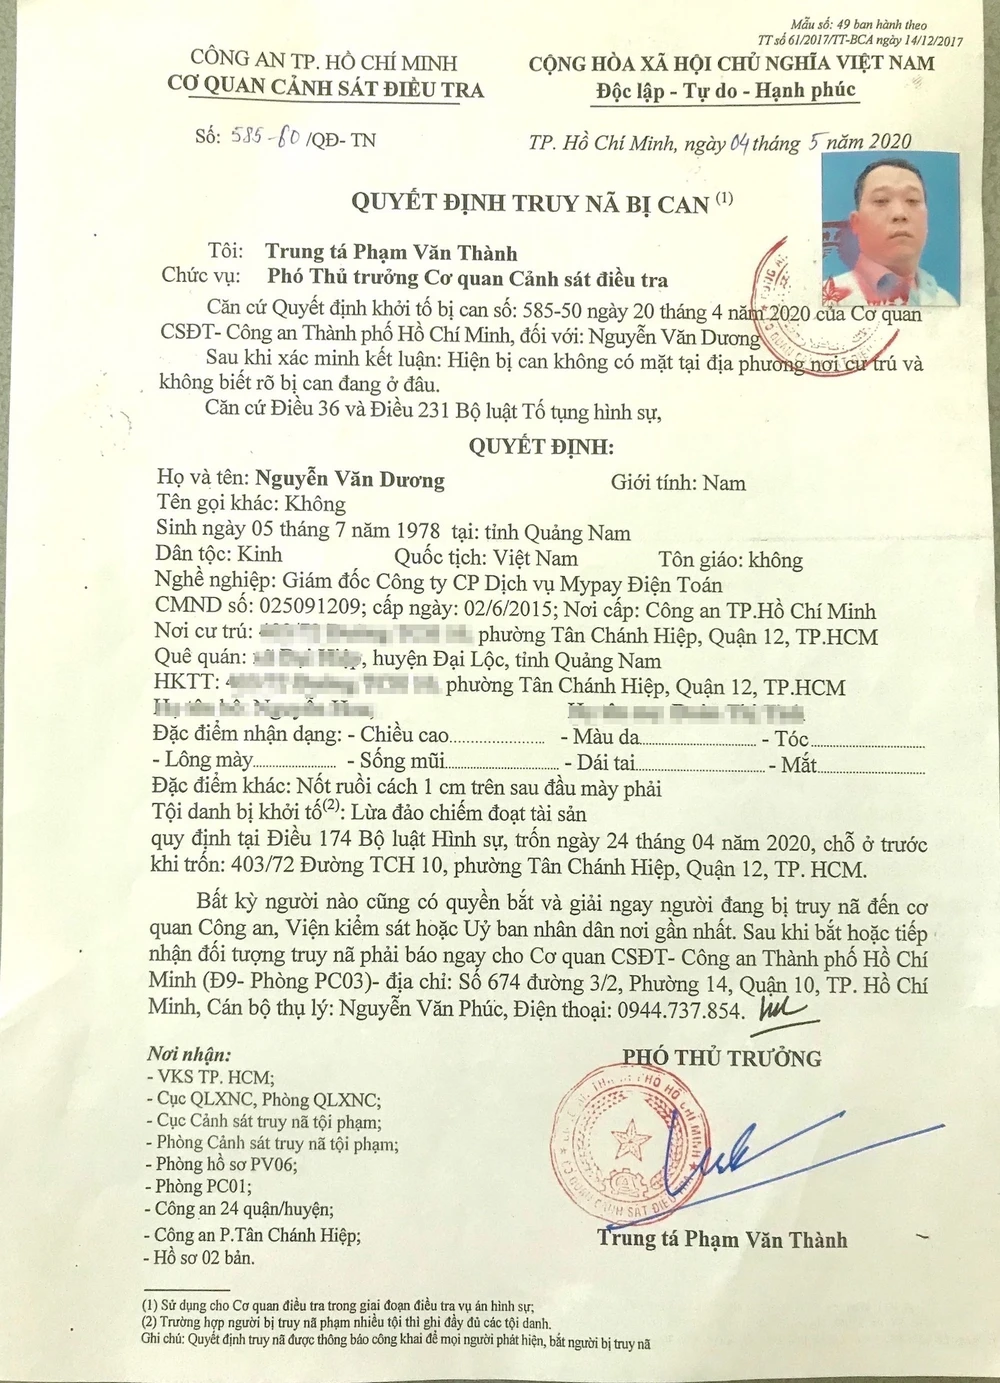 Mẫu số: 49 ban hành theo
TT số 61/2017/TT-BCA ngày 14/12/2017
CÔNG AN TP. HỒ CHÍ MINH
CƠ QUAN CẢNH SÁT ĐIỀU TRA
CỘNG HÒA XÃ HỘI CHỦ NGHĨA VIỆT NAM
Độc lập - Tự do - Hạnh phúc
Số: 585-60 /QĐ- TN
TP. Hồ Chí Minh, ngày 04 tháng 5 năm 2020
QUYẾT ĐỊNH TRUY NÃ BỊ CAN (1)
Tôi: Trung tá Phạm Văn Thành
Chức vụ: Phó Thủ trưởng Cơ quan Cảnh sát điều tra
Căn cứ Quyết định khởi tố bị can số: 585-50 ngày 20 tháng 4 năm 2020 của Cơ quan
CSĐT- Công an Thành phố Hồ Chí Minh, đối với: Nguyễn Văn Dương
Sau khi xác minh kết luận: Hiện bị can không có mặt tại địa phương nơi cư trú và
không biết rõ bị can đang ở đâu.
Căn cứ Điều 36 và Điều 231 Bộ luật Tố tụng hình sự,
QUYẾT ĐỊNH:
Họ và tên: Nguyễn Văn Dương Giới tính: Nam
Tên gọi khác: Không
Sinh ngày 05 tháng 7 năm 1978 tại: tỉnh Quảng Nam
Dân tộc: Kinh Quốc tịch: Việt Nam Tôn giáo: không
Nghề nghiệp: Giám đốc Công ty CP Dịch vụ Mypay Điện Toán
CMND số: 025091209; cấp ngày: 02/6/2015; Nơi cấp: Công an TP.Hồ Chí Minh
Nơi cư trú: phường Tân Chánh Hiệp, Quận 12, TP.HCM
Quê quán: , huyện Đại Lộc, tỉnh Quảng Nam
HKTT: phường Tân Chánh Hiệp, Quận 12, TP.HCM
Đặc điểm nhận dạng: - Chiều cao.................... - Màu da........................ - Tóc........................
- Lông mày.................... - Sống mũi........................ - Dái tai........................ - Mắt........................
Đặc điểm khác: Nốt ruồi cách 1 cm trên sau đầu mày phải
Tội danh bị khởi tố(2): Lừa đảo chiếm đoạt tài sản
quy định tại Điều 174 Bộ luật Hình sự, trốn ngày 24 tháng 04 năm 2020, chỗ ở trước
khi trốn: 403/72 Đường TCH 10, phường Tân Chánh Hiệp, Quận 12, TP. HCM.
Bất kỳ người nào cũng có quyền bắt và giải ngay người đang bị truy nã đến cơ
quan Công an, Viện kiểm sát hoặc Uỷ ban nhân dân nơi gần nhất. Sau khi bắt hoặc tiếp
nhận đối tượng truy nã phải báo ngay cho Cơ quan CSĐT- Công an Thành phố Hồ Chí
Minh (Đ9- Phòng PC03)- địa chỉ: Số 674 đường 3/2, Phường 14, Quận 10, TP. Hồ Chí
Minh, Cán bộ thụ lý: Nguyễn Văn Phúc, Điện thoại: 0944.737.854.
Nơi nhận:
- VKS TP. HCM;
- Cục QLXNC, Phòng QLXNC;
- Cục Cảnh sát truy nã tội phạm;
- Phòng Cảnh sát truy nã tội phạm;
- Phòng hồ sơ PV06;
- Phòng PC01;
- Công an 24 quận/huyện;
- Công an P.Tân Chánh Hiệp;
- Hồ sơ 02 bản.
PHÓ THỦ TRƯỞNG
Trung tá Phạm Văn Thành
(1) Sử dụng cho Cơ quan điều tra trong giai đoạn điều tra vụ án hình sự;
(2) Trường hợp người bị truy nã phạm nhiều tội thì ghi đầy đủ các tội danh.
Ghi chú: Quyết định truy nã được thông báo công khai để mọi người phát hiện, bắt người bị truy nã